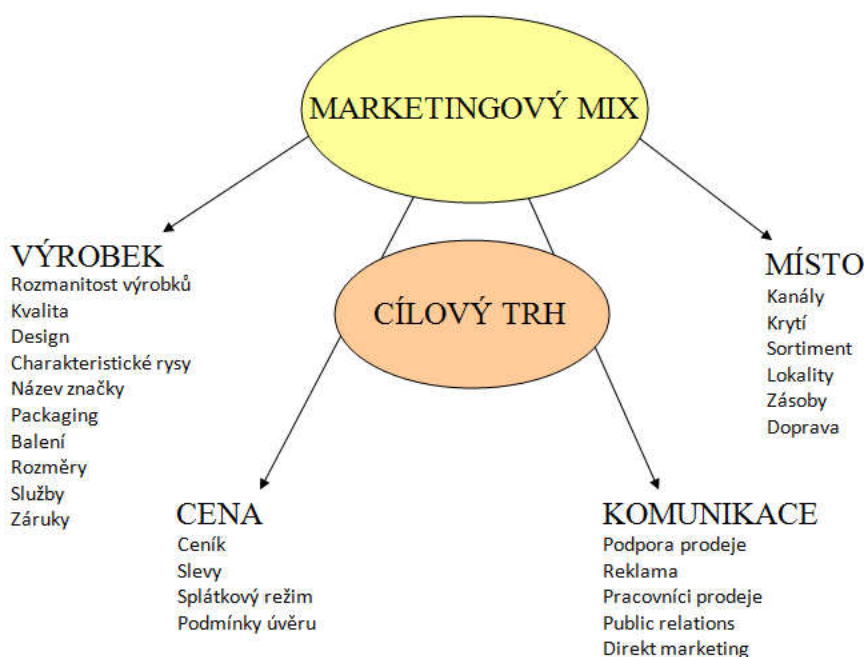 MARKETINGOVÝ MIX
CÍLOVÝ TRH
VÝROBEK
Rozmanitost výrobků
Kvalita
Design
Charakteristické rysy
Název značky
Packaging
Balení
Rozměry
Služby
Záruky
CENA
Ceník
Slevy
Splátkový režim
Podmínky úvěru
KOMUNIKACE
Podpora prodeje
Reklama
Pracovníci prodeje
Public relations
Direkt marketing
MÍSTO
Kanály
Krytí
Sortiment
Lokality
Zásoby
Doprava